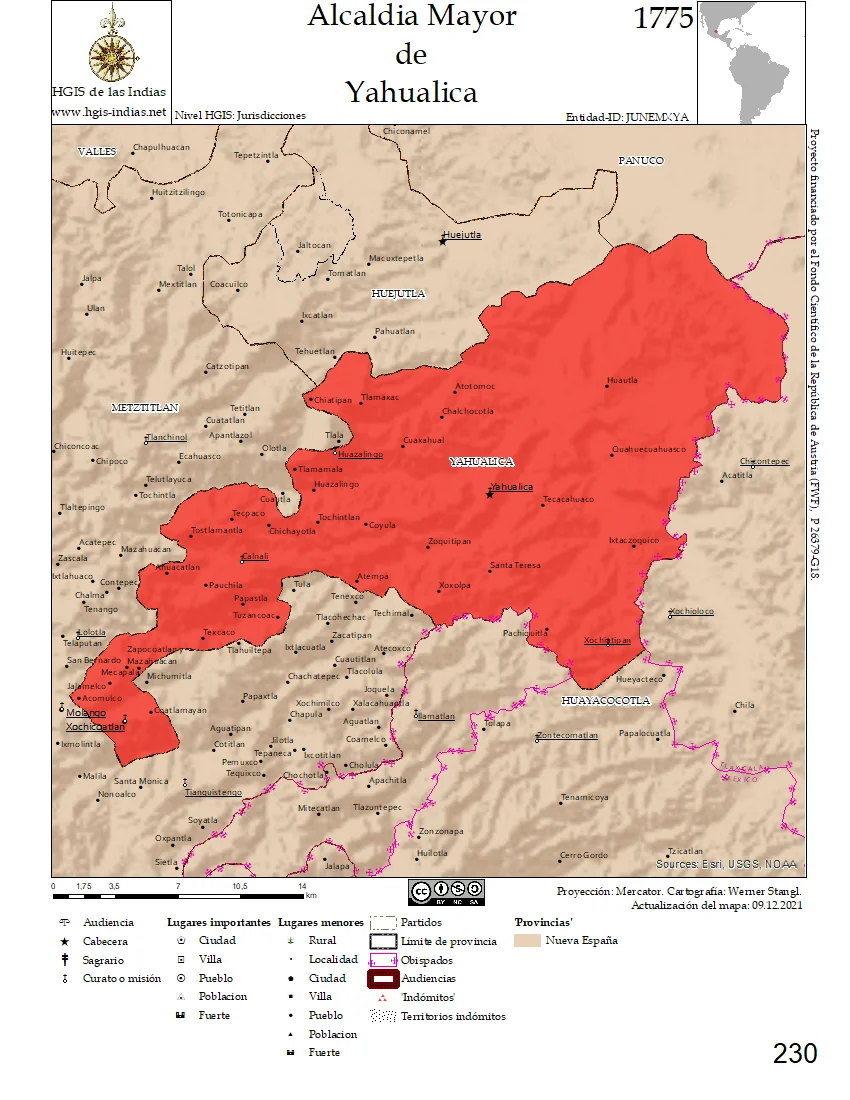 Alcaldia Mayor
de
Yahualica
1775
HGIS de las Indias
www.hgis-indias.net
Nivel HGIS: Jurisdicciones
Entidad-ID: JUNEMXYA
Proyecto financiado por el Fondo Científico de la República de Austria (FWF), P 26379-G18.
Chiconamel
VALLES
Chapulhuacan
Tepetzintla
PANUCO
Huitzitzilingo
Totonicapa
Huejutla
Jaltocan
Macuxtepetla
Talol
Tomatlan
Jalpa
Mextitlan
Coacuilco
HUEJUTLA
Ulan
Ixcatlan
Pahuatlan
Huitepec
Tehuetlan
Catzotipan
Huautla
Atotomoc
Chiatipan
Tlamaxac
METZTITLAN
Tetitlan
Chalchocotla
Cuatatlan
Tlanchinol
Apantlazol
Tlala
Cuaxahual
Chiconcoac
Olotla
Huazalingo
Quahuecuahuasco
Chipoco
Ecahuasco
YAHUALICA
Chicontepec
Tlamamala
Acatitla
Telutlayuca
Huazalingo
Yahualica
Tochintla
Cuautla
Tecacahuaco
Tlaltepingo
Tecpaco
Tochintlan
Coyula
Tostlamantla
Chichayotla
Acatepec
Mazahuacan
Zoquitipan
Ixtaczoquico
Zascala
Calnali
Ahuacatlan
Santa Teresa
Ixtlahuaco
Contepec
Atempa
Pauchila
Tula
Xoxolpa
Chalma
Papastla
Tenexco
Tenango
Tuzancoac
Tlacohechac
Techimal
Xochioloco
Lolotla
Texcaco
Zacatipan
Pachiquitla
Telaputan
Zapocoatlan
Tlahuiltepa
Ixtlacuatla
Atecoxco
Xochitipan
San Bernardo
Mazahuacan
Cuautitlan
Mecapala
Michumitla
Chachatepec
Tlacolula
Hueyacteco
Jalamelco
Joquela
Acomulco
Papaxtla
Xochimilco
Xalacahuactla
HUAYACOCOTLA
Chila
Molango
Coatlamayan
Chapula
Ilamatlan
Xochicoatlan
Aguatipan
Aguatlan
Tolapa
Ixmolintla
Cotitlan
Jilotla
Coamelco
Zontecomatlan
Papalocuatla
Tepaneca
Ixcotitlan
Pemuxco
Cholula
TLAXCALA
Malila
Tequixco
Chochotla
MEXICO
Santa Monica
Apachitla
Nonoalco
Tianquistengo
Tenamicoya
Mitecatlan
Tlazuntepec
Soyatla
Zonzonapa
Oxpantla
Huilotla
Cerro Gordo
Tzicatlan
Sietla
Jalapa
Sources: Esri, USGS, NOAA
0 1,75 3,5 7 10,5 14
km
cc
BY NC SA
Proyección: Mercator. Cartografía: Werner Stangl.
Actualización del mapa: 09.12.2021
Audiencia
Cabecera
Sagrario
Curato o misión
Lugares importantes
Ciudad
Villa
Pueblo
Poblacion
Fuerte
Lugares menores
Rural
Localidad
Ciudad
Villa
Pueblo
Poblacion
Fuerte
Partidos
Límite de provincia
Obispados
Audiencias
'Indómitos'
Territorios indómitos
'Provincias'
Nueva España
230